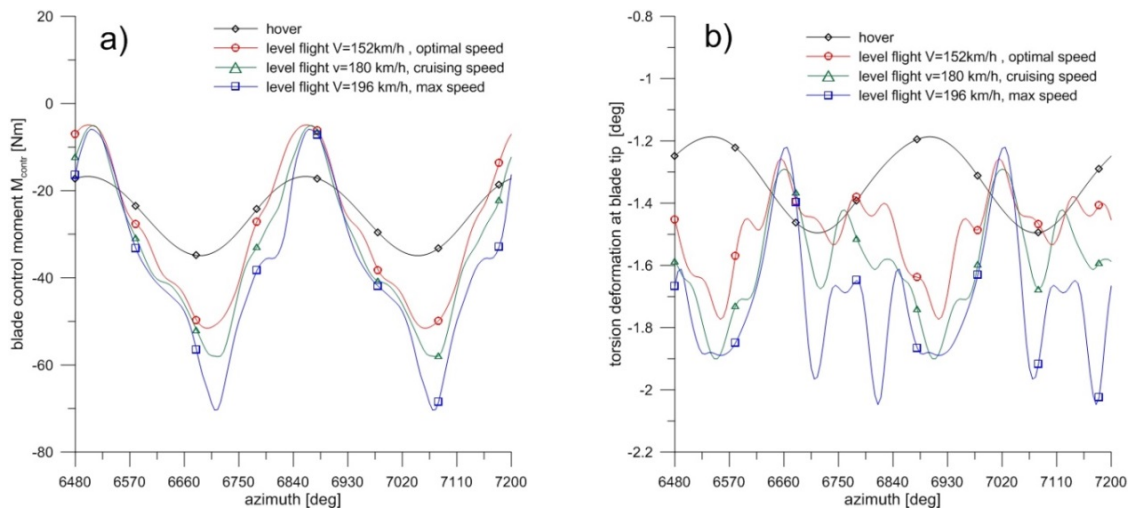 a)
hover
level flight V=152km/h , optimal speed
level flight v=180 km/h, cruising speed
level flight V=196 km/h, max speed
blade control moment Mcontr [Nm]
20
0
-20
-40
-60
-80
6480 6570 6660 6750 6840 6930 7020 7110 7200
azimuth [deg]
b)
hover
level flight V=152km/h , optimal speed
level flight v=180 km/h, cruising speed
level flight V=196 km/h, max speed
torsion deformation at blade tip [deg]
-0.8
-1
-1.2
-1.4
-1.6
-1.8
-2
-2.2
6480 6570 6660 6750 6840 6930 7020 7110 7200
azimuth [deg]